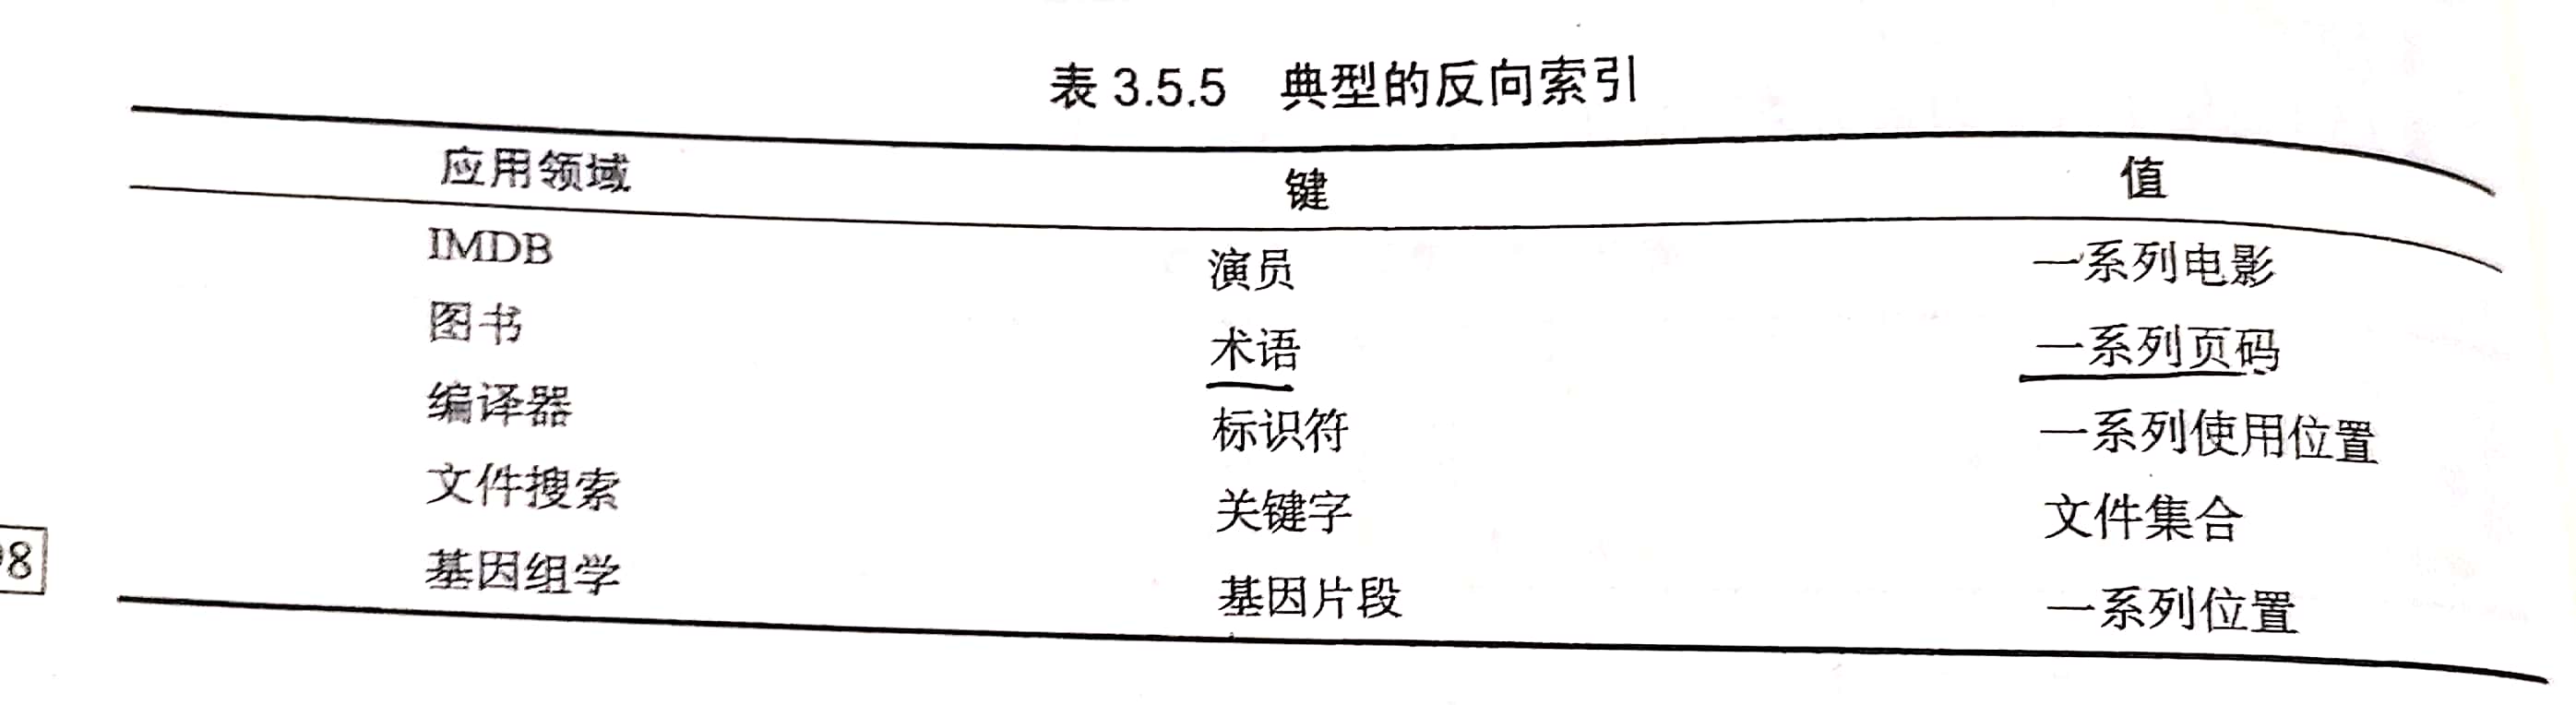 表 3.5.5 典型的反向索引
应用领域 键 值
IMDB 演员 一系列电影
图书 术语 一系列页码
编译器 标识符 一系列使用位置
文件搜索 关键字 文件集合
8
基因组学 基因片段 一系列位置